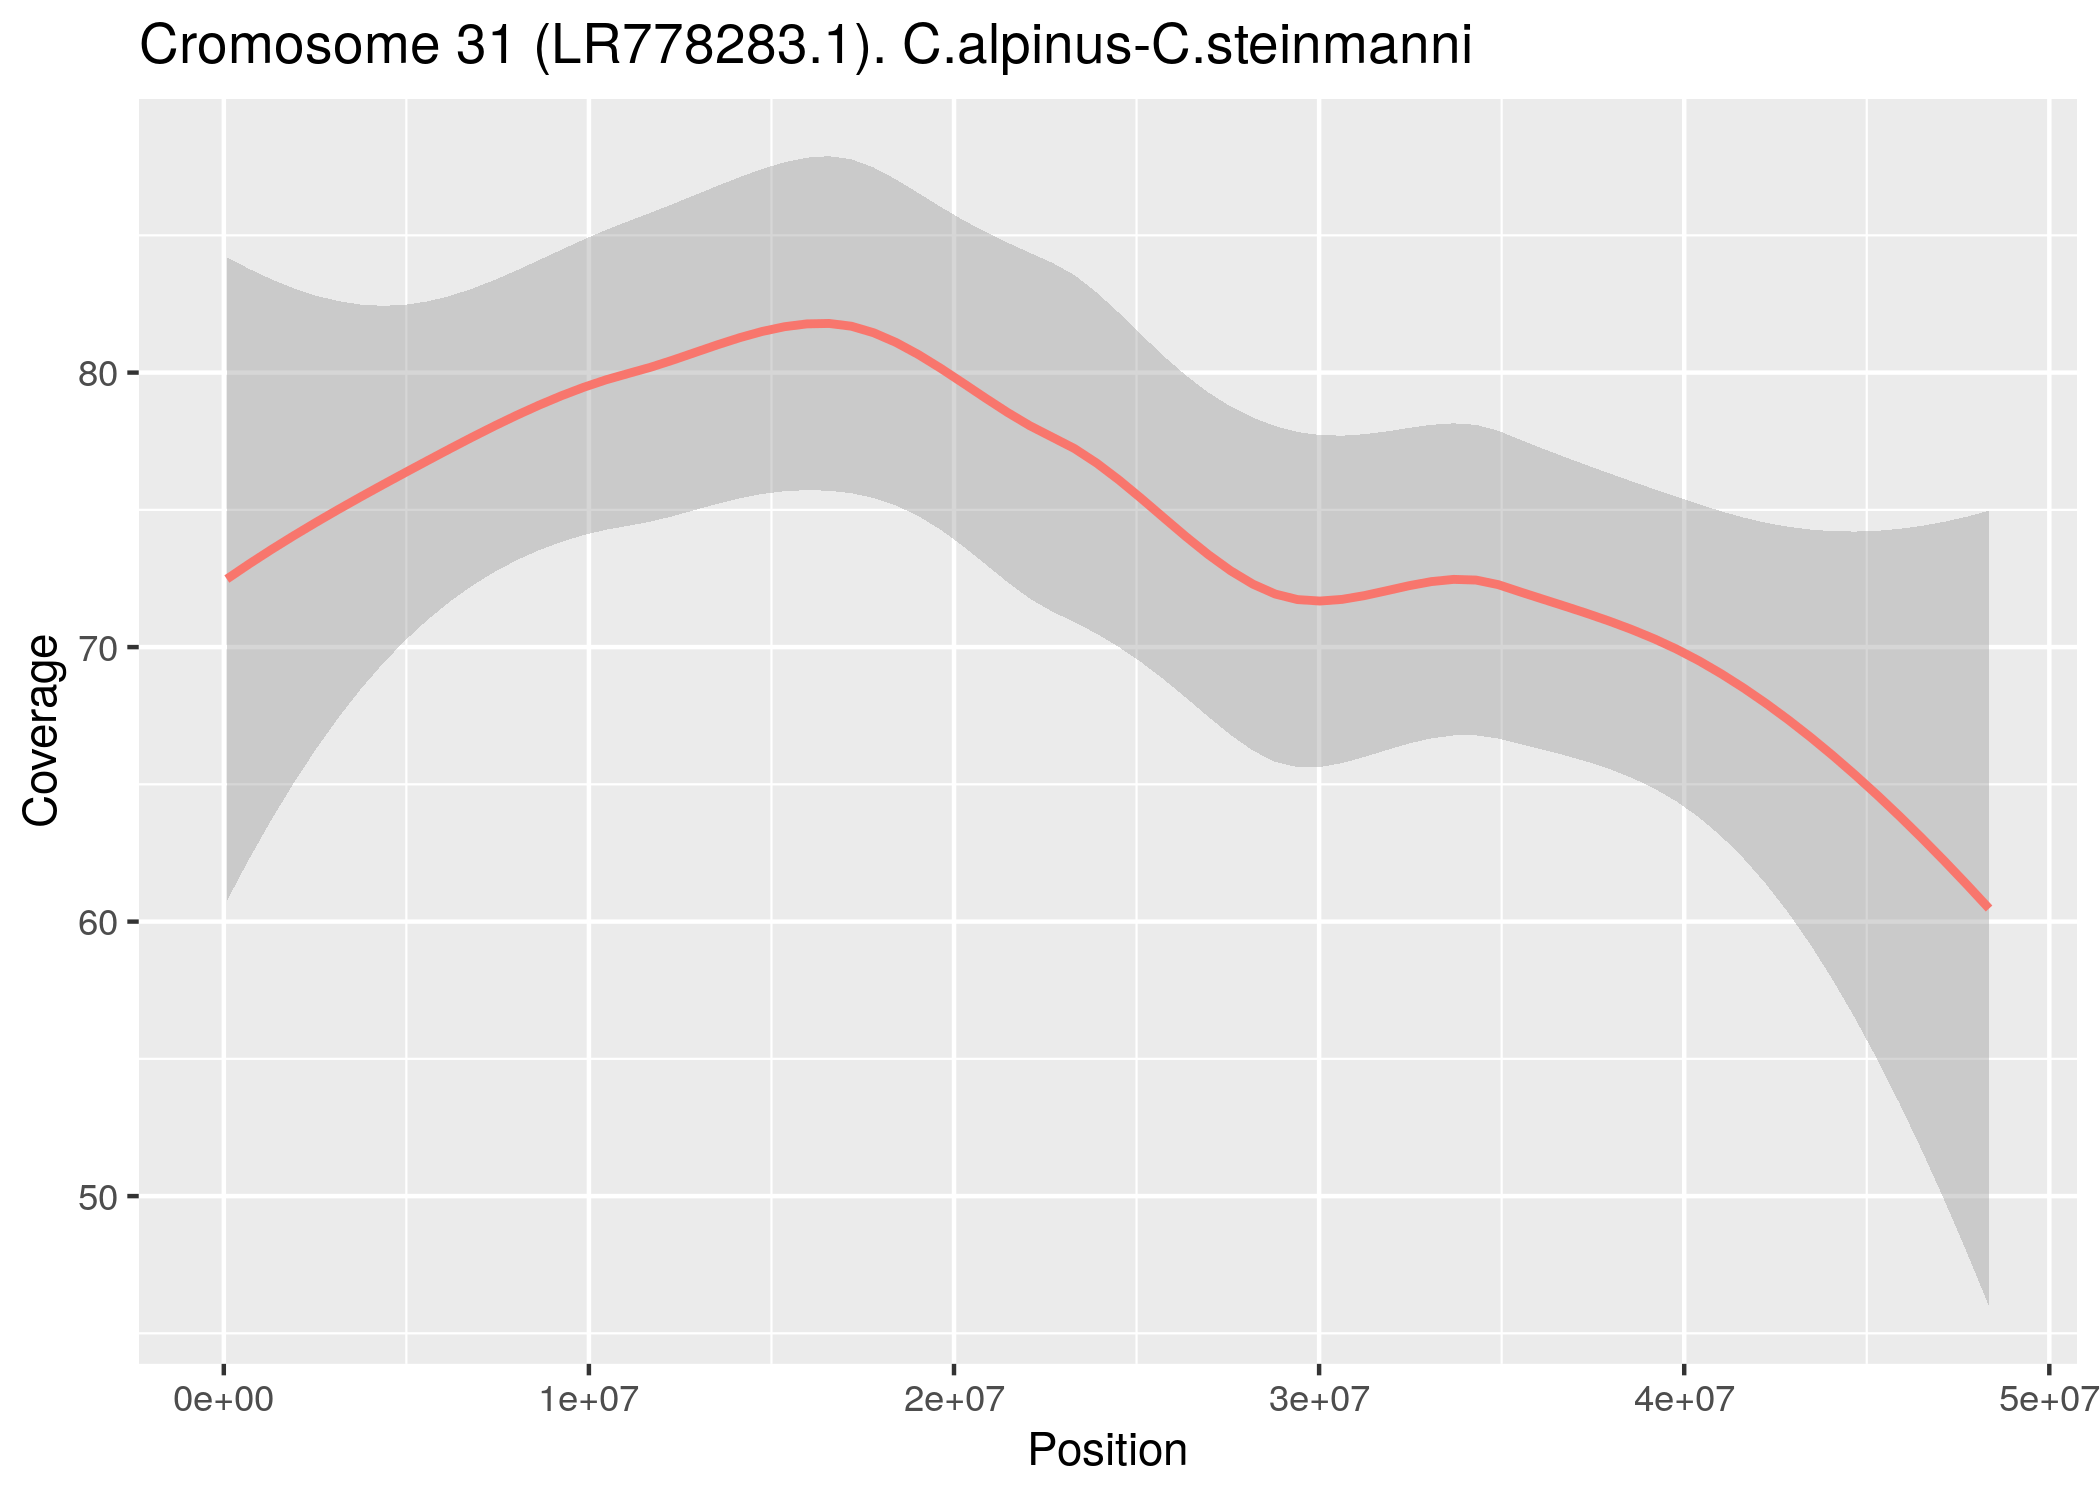 Cromosome 31 (LR778283.1). C.alpinus-C.steinmanni
Coverage
80
70
60
50
0e+00 1e+07 2e+07 3e+07 4e+07 5e+07
Position